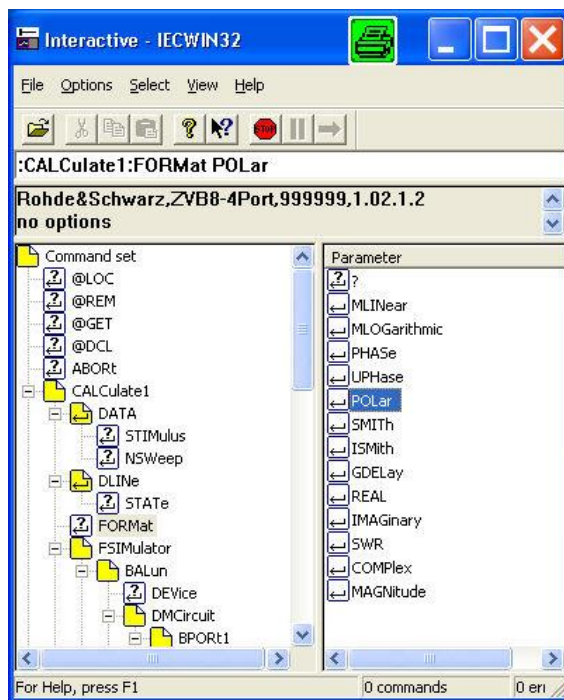 Interactive - IECWIN32
File Options Select View Help
STOP
:CALCulate1:FORMat POLar
Rohde&Schwarz,ZVB8-4Port,999999,1.02.1.2
no options
Command set
@LOC
@REM
@GET
@DCL
ABORt
CALCulate1
DATA
STIMulus
NSWeep
DLINe
STATe
FORMat
FSIMulator
BALun
DEVice
DMCircuit
BPORt1
Parameter
?
MLINear
MLOGarithmic
PHASe
UPHase
POLar
SMITh
ISMith
GDELay
REAL
IMAGinary
SWR
COMPlex
MAGNitude
For Help, press F1
0 commands
0 err